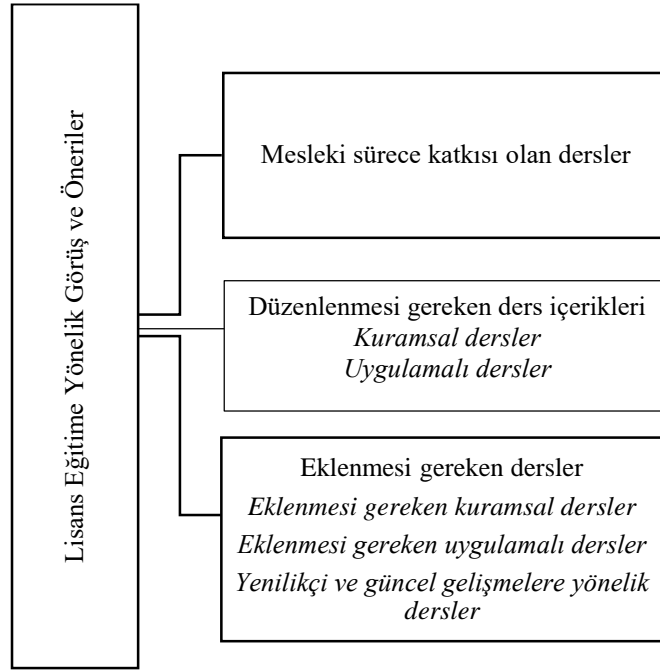 Lisans Eğitime Yönelik Görüş ve Öneriler
Mesleki sürece katkısı olan dersler
Düzenlenmesi gereken ders içerikleri
Kuramsal dersler
Uygulamalı dersler
Eklenmesi gereken dersler
Eklenmesi gereken kuramsal dersler
Eklenmesi gereken uygulamalı dersler
Yenilikçi ve güncel gelişmelere yönelik
dersler